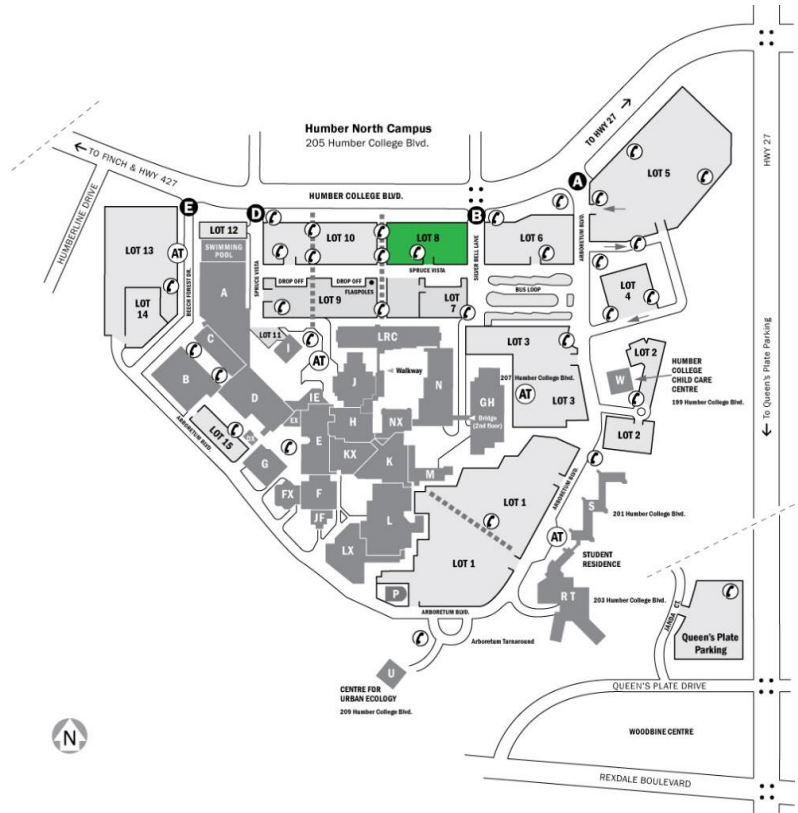 Humber North Campus
205 Humber College Blvd.
TO HWY 27
HWY 27
TO FINCH & HWY 427
HUMBERLINE DRIVE
HUMBER COLLEGE BLVD.
A
B
D
E
LOT 5
LOT 13
LOT 12
SWIMMING
POOL
AT
LOT 10
LOT 8
LOT 6
ARBORETUM BLVD.
BEECH FOREST DR.
SPRUCE VISTA
SPRUCE VISTA
SILVER BELL LANE
DROP OFF
DROP OFF
FLAGPOLES
LOT 9
LOT
7
BUS LOOP
LOT
4
LOT
14
A
C
LOT 11
I
AT
LRC
LOT 3
LOT 2
W
HUMBER
COLLEGE
CHILD CARE
CENTRE
199 Humber College Blvd.
To Queen's Plate Parking
Walkway
207 Humber College Blvd.
AT
LOT 3
B
D
J
N
GH
IE
EX
H
NX
Bridge
(2nd floor)
LOT 2
ARBORETUM BLVD.
LOT 15
E
KX
K
G
M
FX
F
JF
L
LX
LOT 1
LOT 1
ARBORETUM BLVD.
S
201 Humber College Blvd.
AT
STUDENT
RESIDENCE
R T
203 Humber College Blvd.
P
ARBORETUM BLVD.
Arboretum Turnaround
U
CENTRE FOR
URBAN ECOLOGY
209 Humber College Blvd.
JANDA CT.
Queen's Plate
Parking
QUEEN'S PLATE DRIVE
WOODBINE CENTRE
REXDALE BOULEVARD
N